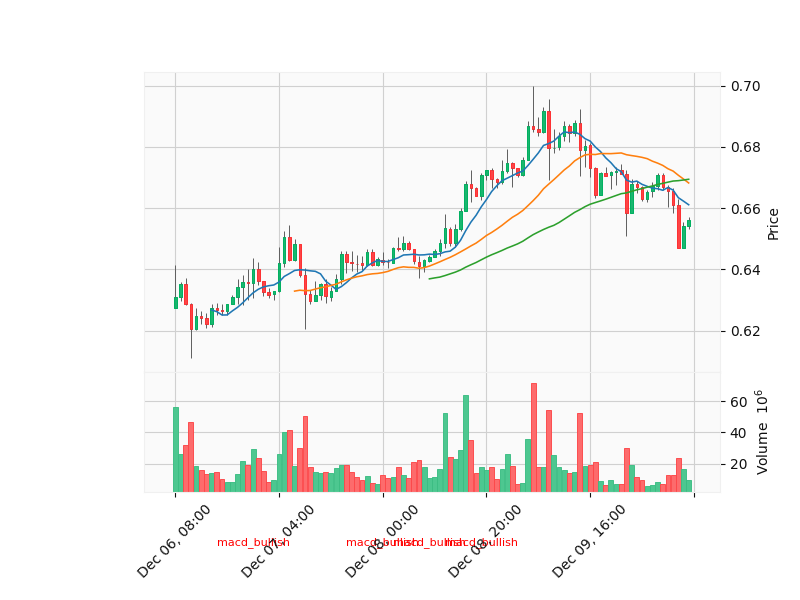 0.70
0.68
0.66
0.64
0.62
Price
60
40
20
Volume 10⁶
Dec 06, 08:00
Dec 07, 04:00
Dec 08, 00:00
Dec 08, 20:00
Dec 09, 16:00
macd_bullish
macd_bullish
macd_bullish
macd_bullish